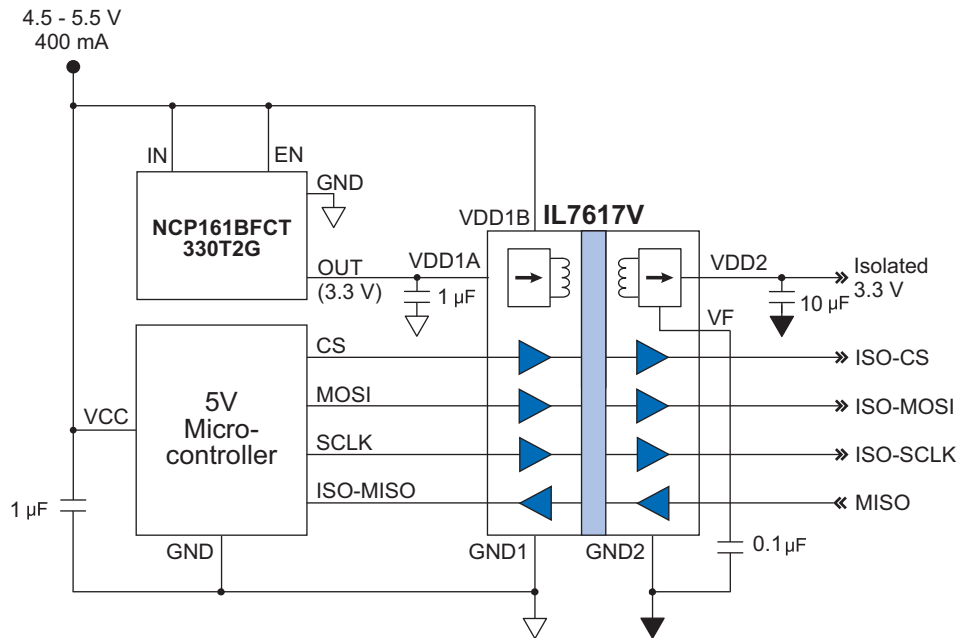 4.5 - 5.5 V
400 mA
IN
EN
GND
NCP161BFCT
330T2G
OUT
(3.3 V)
VDD1A
1 µF
VDD1B
IL7617V
VDD2
Isolated
3.3 V
10 µF
VF
CS
ISO-CS
5V
Micro-
controller
VCC
MOSI
ISO-MOSI
SCLK
ISO-SCLK
ISO-MISO
MISO
1 µF
GND
GND1
GND2
0.1µF